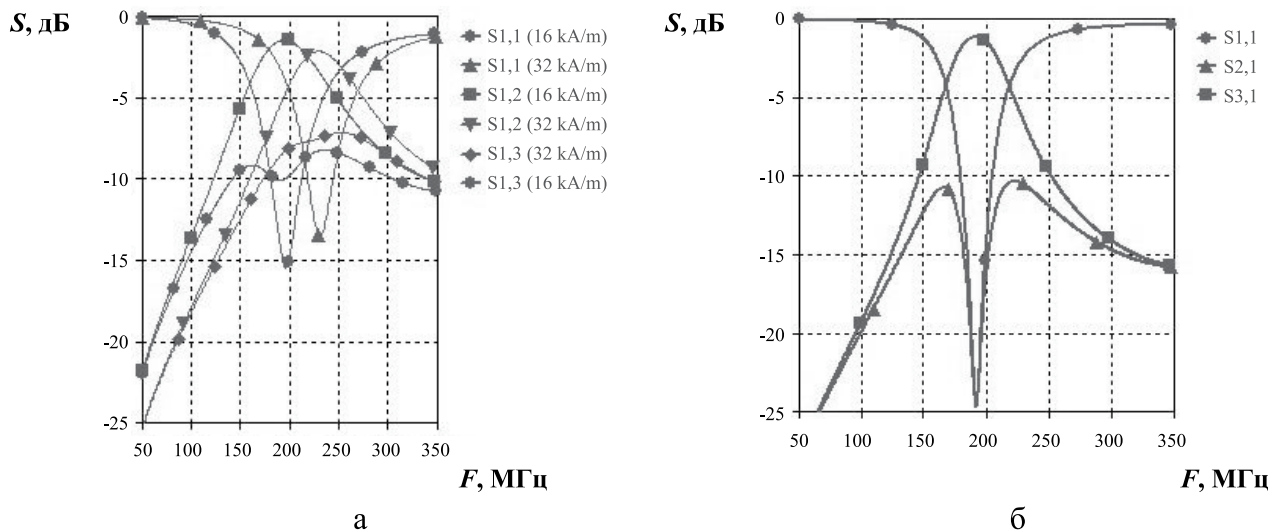 S, дБ
0
-5
-10
-15
-20
-25
50 100 150 200 250 300 350
F, МГц
S1,1 (16 kA/m)
S1,1 (32 kA/m)
S1,2 (16 kA/m)
S1,2 (32 kA/m)
S1,3 (32 kA/m)
S1,3 (16 kA/m)
а
S, дБ
0
-5
-10
-15
-20
-25
50 100 150 200 250 300 350
F, МГц
S1,1
S2,1
S3,1
б